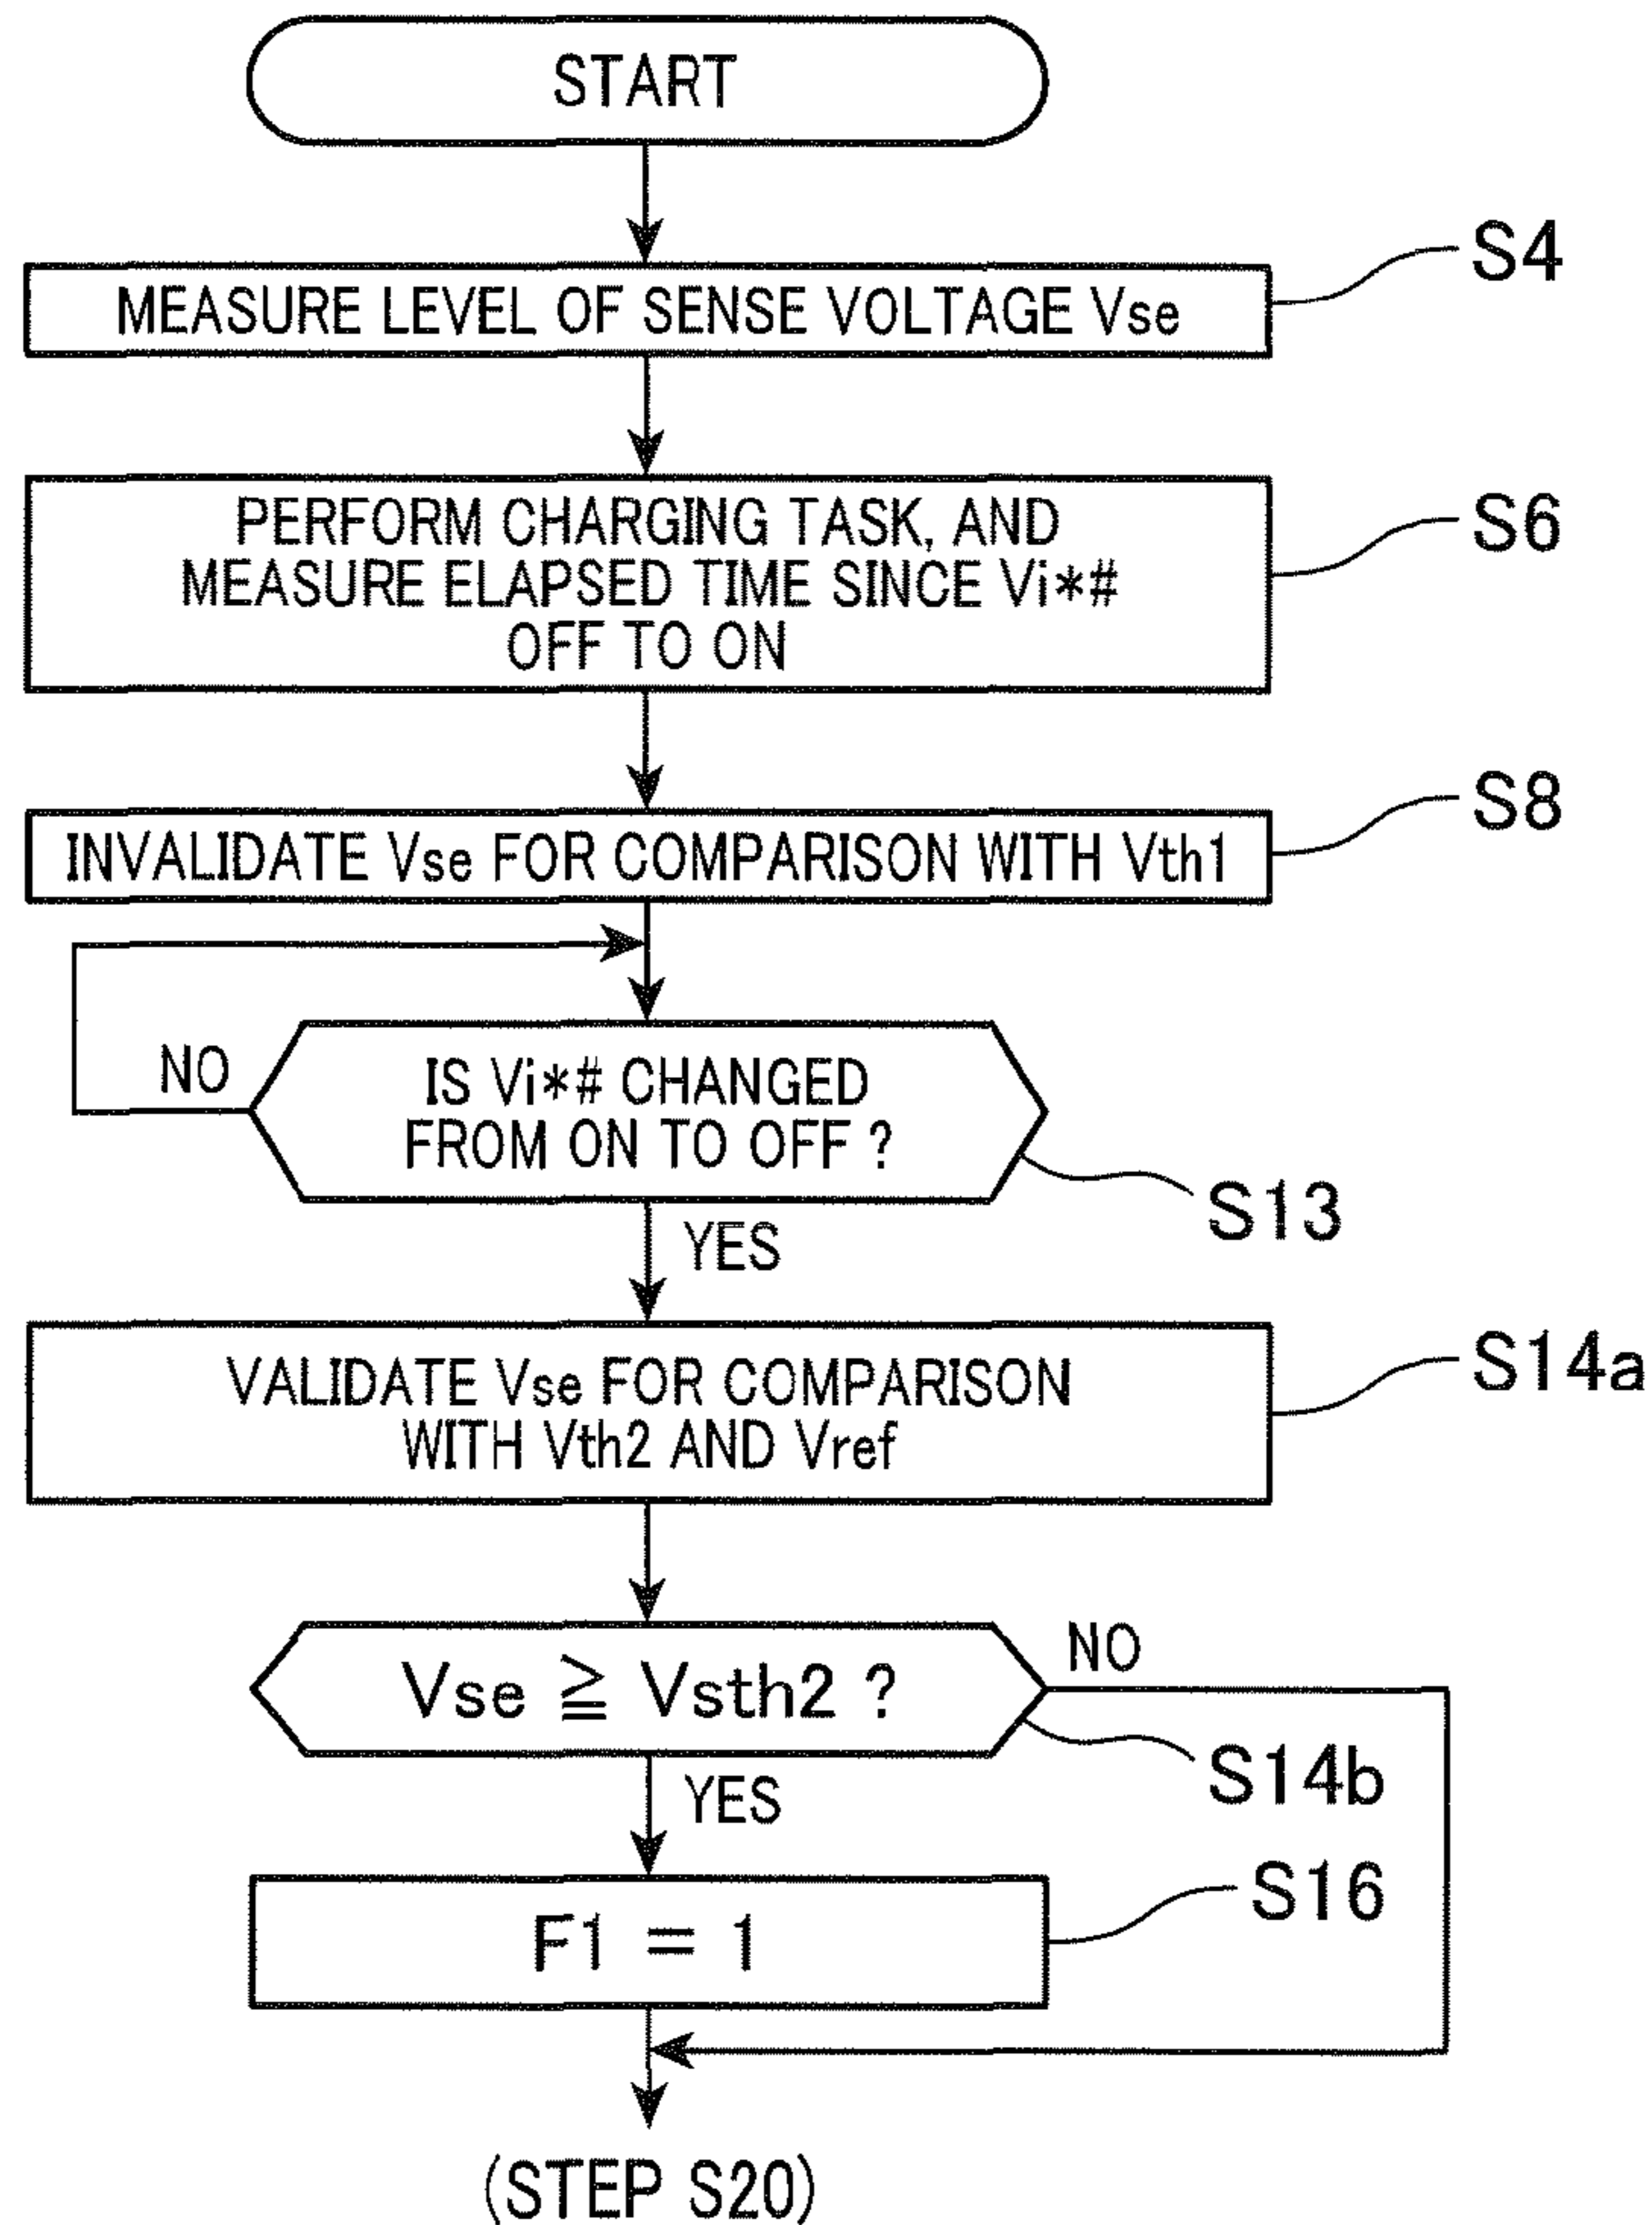 START
S4
MEASURE LEVEL OF SENSE VOLTAGE Vse
S6
PERFORM CHARGING TASK, AND
MEASURE ELAPSED TIME SINCE Vi*#
OFF TO ON
S8
INVALIDATE Vse FOR COMPARISON WITH Vth1
NO
IS Vi*# CHANGED
FROM ON TO OFF ?
S13
YES
S14a
VALIDATE Vse FOR COMPARISON
WITH Vth2 AND Vref
NO
Vse ≧ Vsth2 ?
S14b
YES
S16
F1 = 1
(STEP S20)